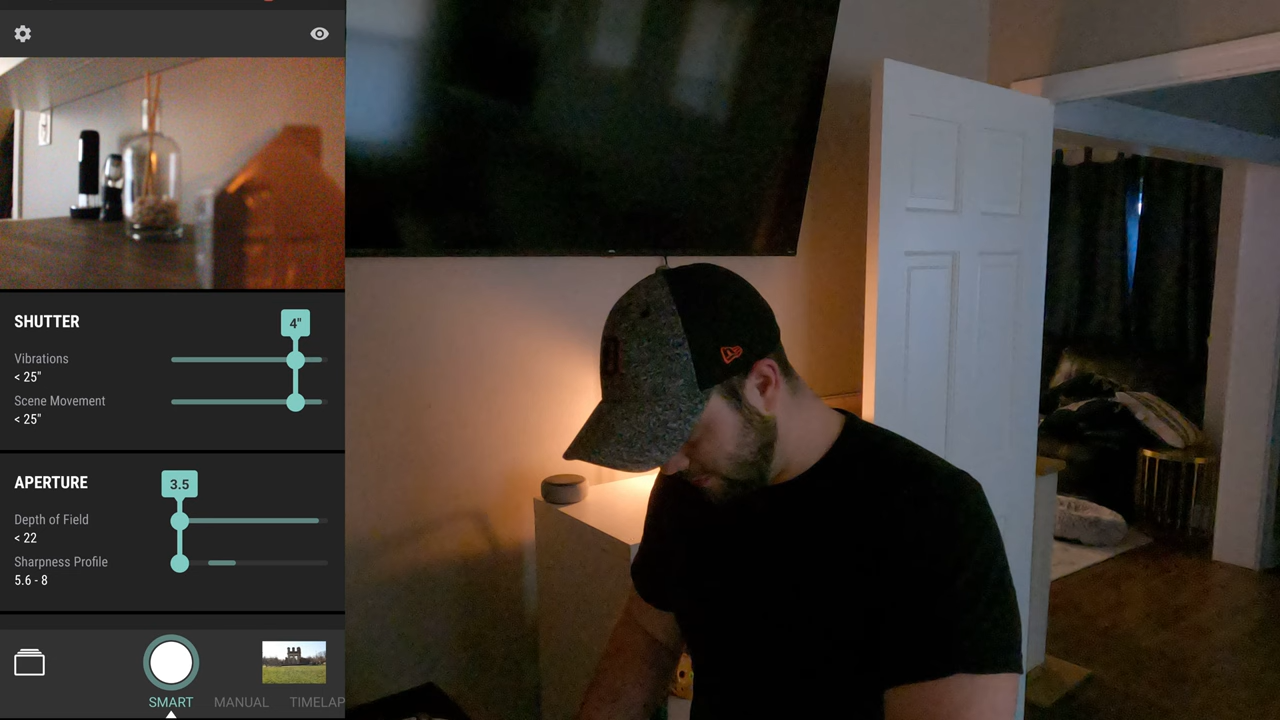 SHUTTER
4"
Vibrations
< 25"
Scene Movement
< 25"
APERTURE
3.5
Depth of Field
< 22
Sharpness Profile
5.6 - 8
SMART
MANUAL
TIMELAP